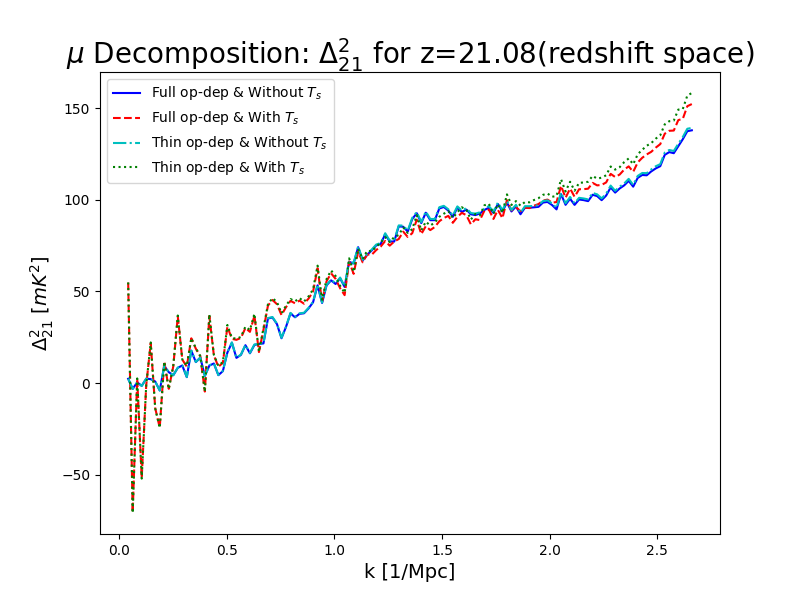 μ Decomposition: Δ²₂₁ for z=21.08(redshift space)
Full op-dep & Without Tₛ
Full op-dep & With Tₛ
Thin op-dep & Without Tₛ
Thin op-dep & With Tₛ
Δ²₂₁ [mK²]
150
100
50
0
−50
0.0 0.5 1.0 1.5 2.0 2.5
k [1/Mpc]